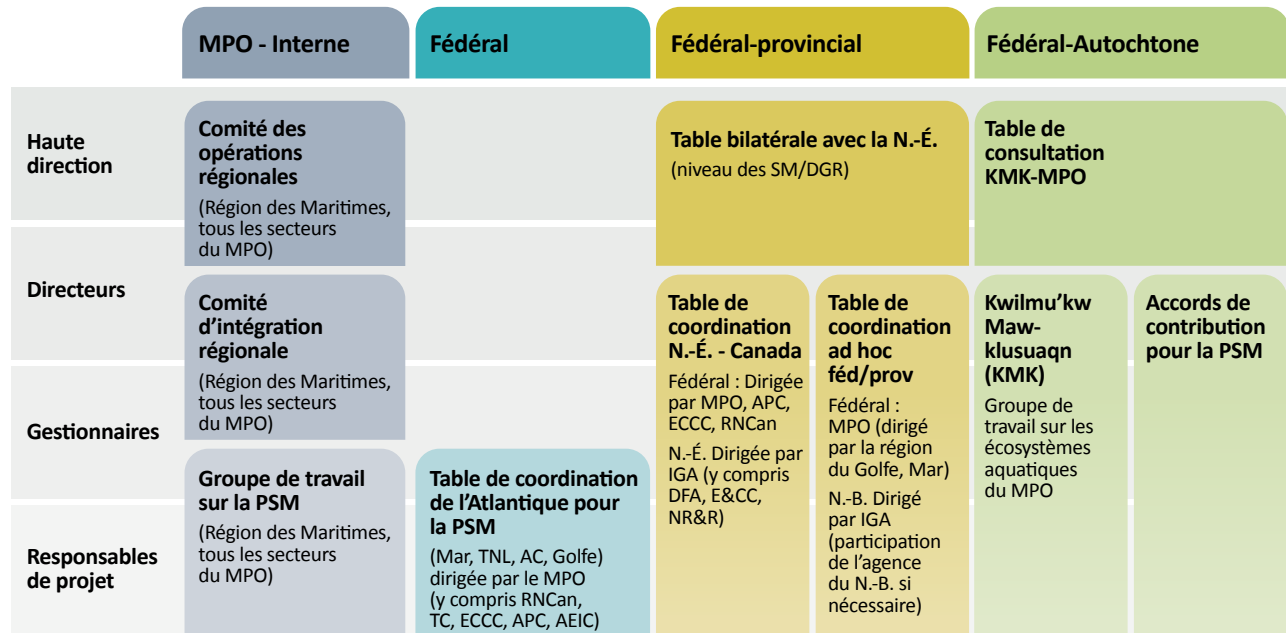 MPO - Interne
Fédéral
Fédéral-provincial
Fédéral-Autochtone
Haute
direction
Comité des
opérations
régionales
(Région des Maritimes,
tous les secteurs
du MPO)
Table bilatérale avec la N.-É.
(niveau des SM/DGR)
Table de
consultation
KMK-MPO
Directeurs
Comité
d’intégration
régionale
(Région des Maritimes,
tous les secteurs
du MPO)
Table de
coordination
N.-É. - Canada
Fédéral : Dirigée
par MPO, APC,
ECCC, RNCan
N.-É. Dirigée par
IGA (y compris
DFA, E&CC,
NR&R)
Table de
coordination
ad hoc
féd/prov
Fédéral :
MPO (dirigé
par la région
du Golfe, Mar)
N.-B. Dirigé
par IGA
(participation
de l’agence
du N.-B. si
nécessaire)
Kwilmu’kw
Maw-
klusuaqn
(KMK)
Groupe de
travail sur les
écosystèmes
aquatiques
du MPO
Accords de
contribution
pour la PSM
Gestionnaires
Responsables
de projet
Groupe de travail
sur la PSM
(Région des Maritimes,
tous les secteurs
du MPO)
Table de coordination
de l’Atlantique pour
la PSM
(Mar, TNL, AC, Golfe)
dirigée par le MPO
(y compris RNCan,
TC, ECCC, APC, AEIC)